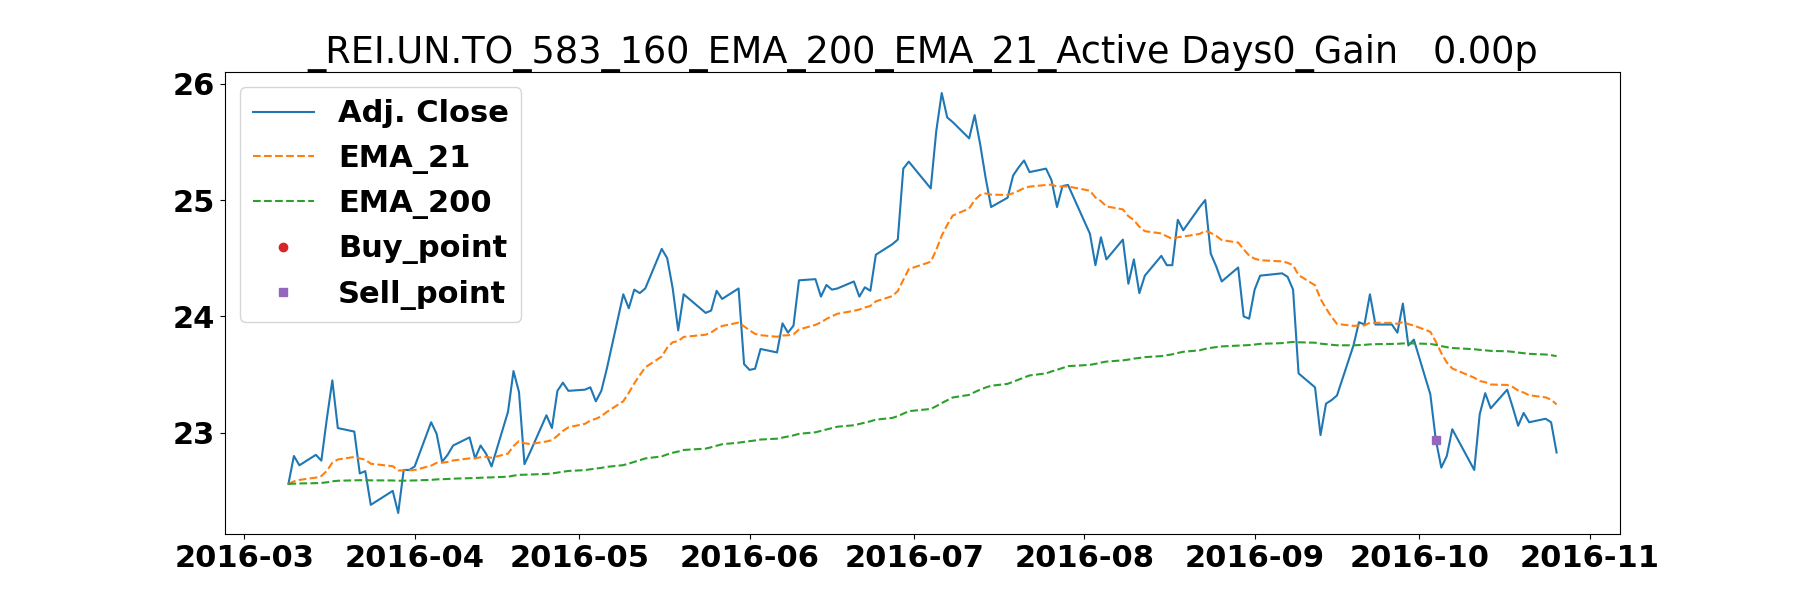 _REI.UN.TO_583_160_EMA_200_EMA_21_Active Days0_Gain   0.00p
26
25
24
23
Adj. Close
EMA_21
EMA_200
Buy_point
Sell_point
2016-03 2016-04 2016-05 2016-06 2016-07 2016-08 2016-09 2016-10 2016-11